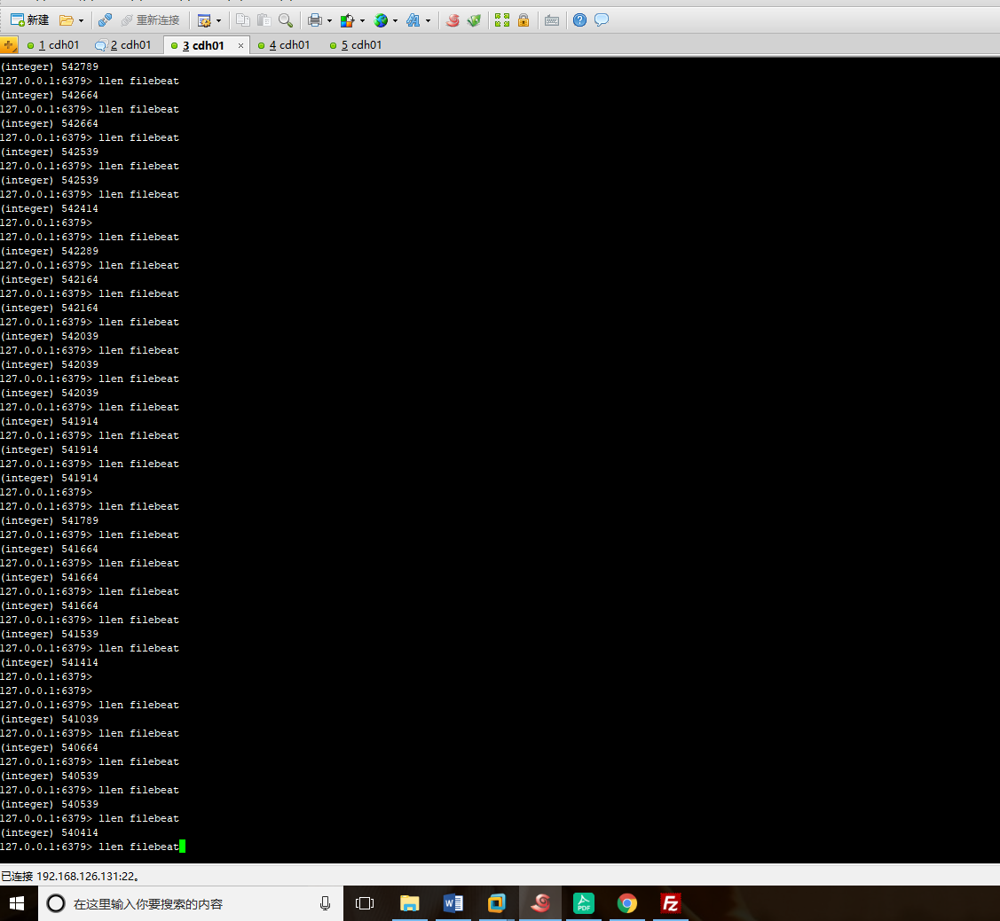 新建
重新连接
1 cdh01
2 cdh01
3 cdh01 ×
4 cdh01
5 cdh01
(integer) 542789
127.0.0.1:6379> llen filebeat
(integer) 542664
127.0.0.1:6379> llen filebeat
(integer) 542664
127.0.0.1:6379> llen filebeat
(integer) 542539
127.0.0.1:6379> llen filebeat
(integer) 542539
127.0.0.1:6379> llen filebeat
(integer) 542414
127.0.0.1:6379>
127.0.0.1:6379> llen filebeat
(integer) 542289
127.0.0.1:6379> llen filebeat
(integer) 542164
127.0.0.1:6379> llen filebeat
(integer) 542164
127.0.0.1:6379> llen filebeat
(integer) 542039
127.0.0.1:6379> llen filebeat
(integer) 542039
127.0.0.1:6379> llen filebeat
(integer) 542039
127.0.0.1:6379> llen filebeat
(integer) 541914
127.0.0.1:6379> llen filebeat
(integer) 541914
127.0.0.1:6379> llen filebeat
(integer) 541914
127.0.0.1:6379>
127.0.0.1:6379> llen filebeat
(integer) 541789
127.0.0.1:6379> llen filebeat
(integer) 541664
127.0.0.1:6379> llen filebeat
(integer) 541664
127.0.0.1:6379> llen filebeat
(integer) 541664
127.0.0.1:6379> llen filebeat
(integer) 541539
127.0.0.1:6379> llen filebeat
(integer) 541414
127.0.0.1:6379>
127.0.0.1:6379>
127.0.0.1:6379> llen filebeat
(integer) 541039
127.0.0.1:6379> llen filebeat
(integer) 540664
127.0.0.1:6379> llen filebeat
(integer) 540539
127.0.0.1:6379> llen filebeat
(integer) 540539
127.0.0.1:6379> llen filebeat
(integer) 540414
127.0.0.1:6379> llen filebeat
已连接 192.168.126.131:22。
在这里输入你要搜索的内容
PDF